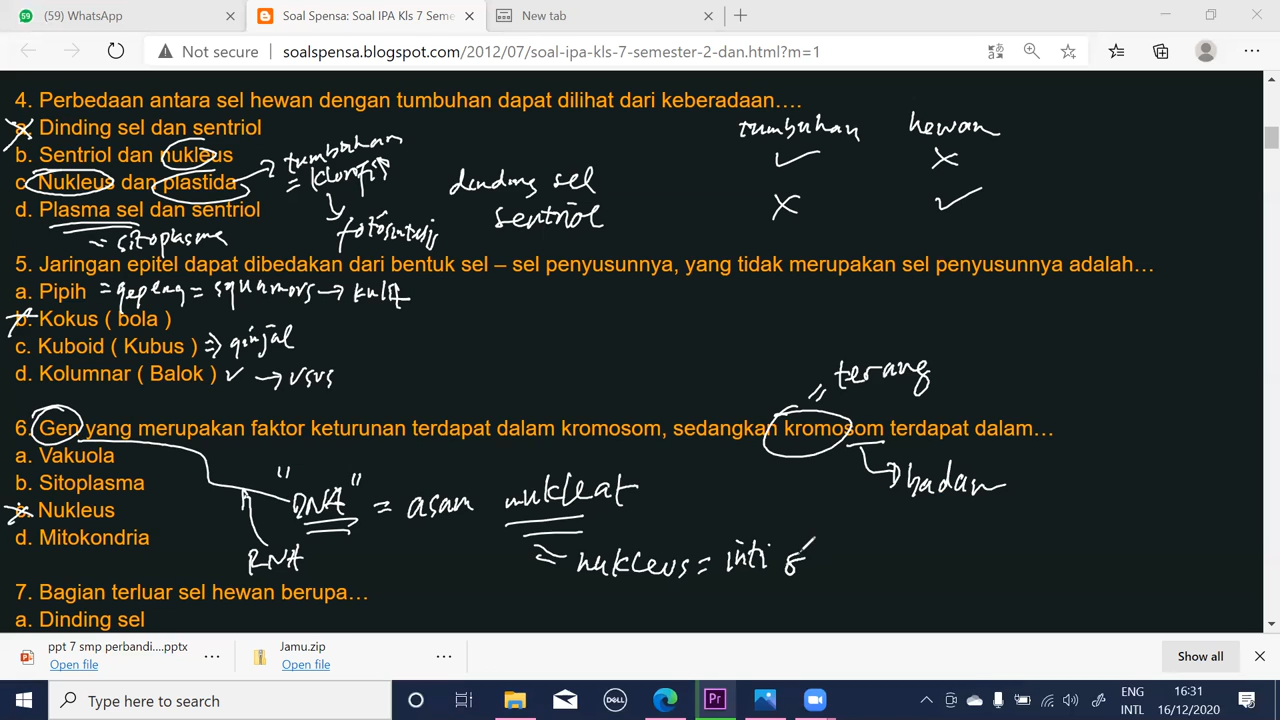 (59) WhatsApp
Soal Spensa: Soal IPA Kls 7 Seme
New tab
Not secure
soalspensa.blogspot.com/2012/07/soal-ipa-kls-7-semester-2-dan.html?m=1
4. Perbedaan antara sel hewan dengan tumbuhan dapat dilihat dari keberadaan….
a. Dinding sel dan sentriol
tumbuhan hewan
b. Sentriol dan nukleus
tumbuhan
c. Nukleus dan plastida
= klorofis
dinding sel
d. Plasma sel dan sentriol
sentriol
= sitoplasma
fotosintesis
5. Jaringan epitel dapat dibedakan dari bentuk sel – sel penyusunnya, yang tidak merupakan sel penyusunnya adalah…
a. Pipih = gepeng = squamors → kulit
b. Kokus ( bola )
c. Kuboid ( Kubus ) => ginjal
d. Kolumnar ( Balok ) ✓ → usus
terang
6. Gen yang merupakan faktor keturunan terdapat dalam kromosom, sedangkan kromosom terdapat dalam…
a. Vakuola
b. Sitoplasma
badan
"DNA" = asam nukleat
c. Nukleus
d. Mitokondria
RNA
= nukleus = inti s
7. Bagian terluar sel hewan berupa…
a. Dinding sel
ppt 7 smp perbandi....pptx
Open file
Jamu.zip
Open file
Show all
Type here to search
DELL
Pr
ENG
INTL
16:31
16/12/2020